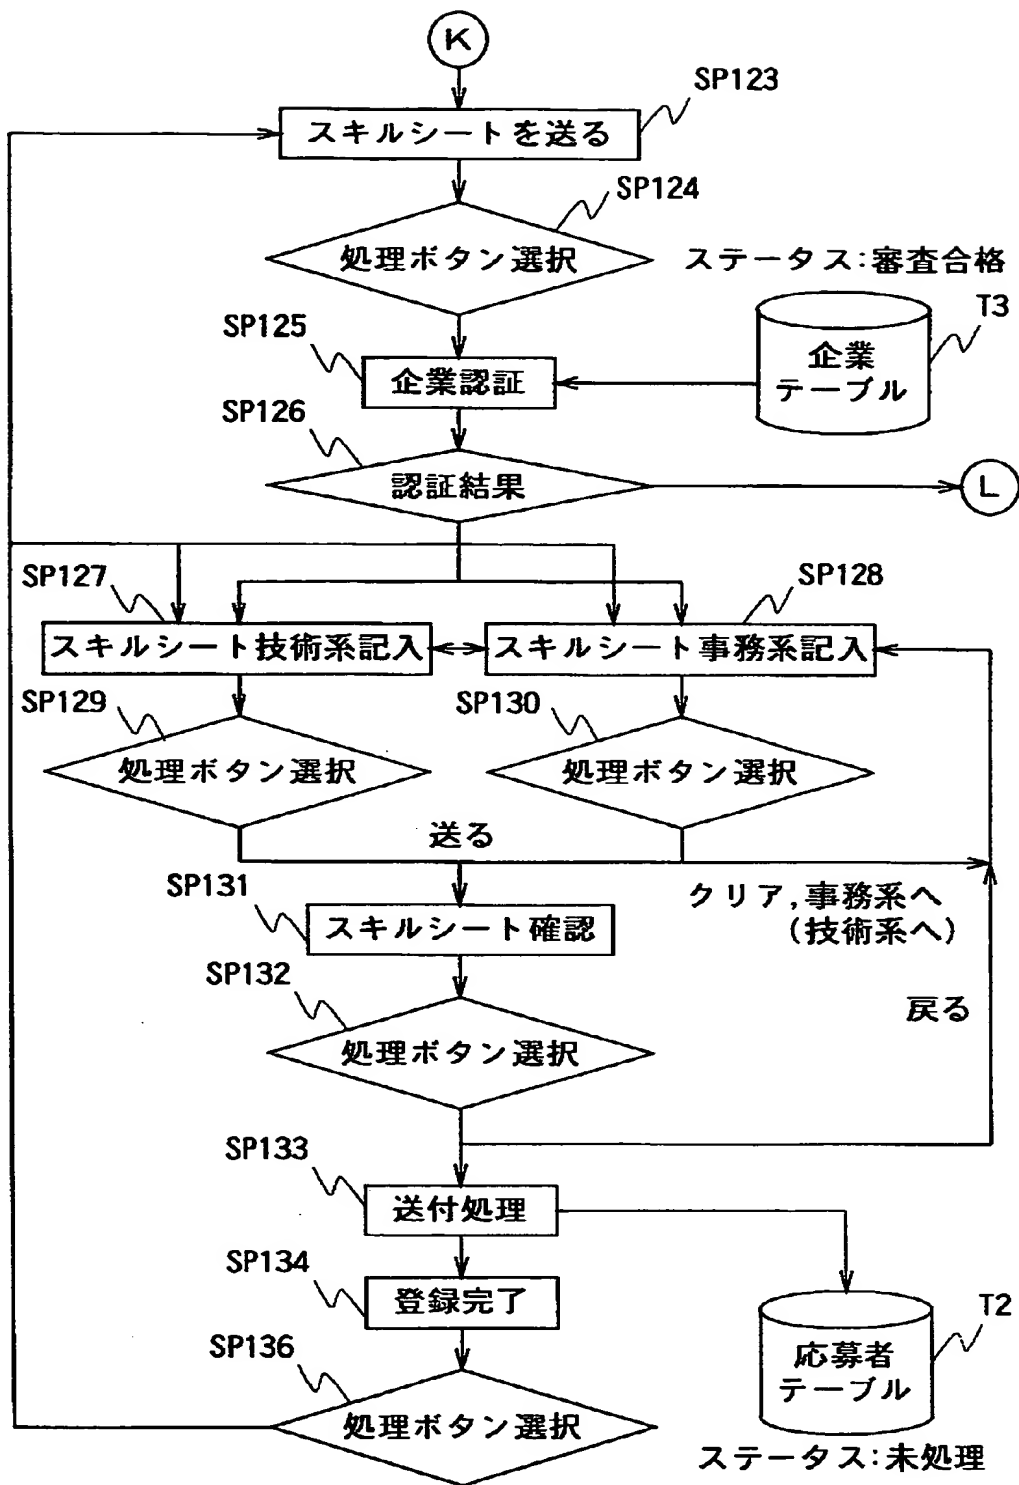 K
SP123
スキルシートを送る
SP124
処理ボタン選択
ステータス:審査合格
T3
SP125
企業
テーブル
企業認証
SP126
認証結果
L
SP127
SP128
スキルシート技術系記入
スキルシート事務系記入
SP129
SP130
処理ボタン選択
処理ボタン選択
送る
SP131
クリア,事務系へ
(技術系へ)
スキルシート確認
SP132
戻る
処理ボタン選択
SP133
送付処理
SP134
登録完了
T2
SP136
応募者
テーブル
処理ボタン選択
ステータス:未処理